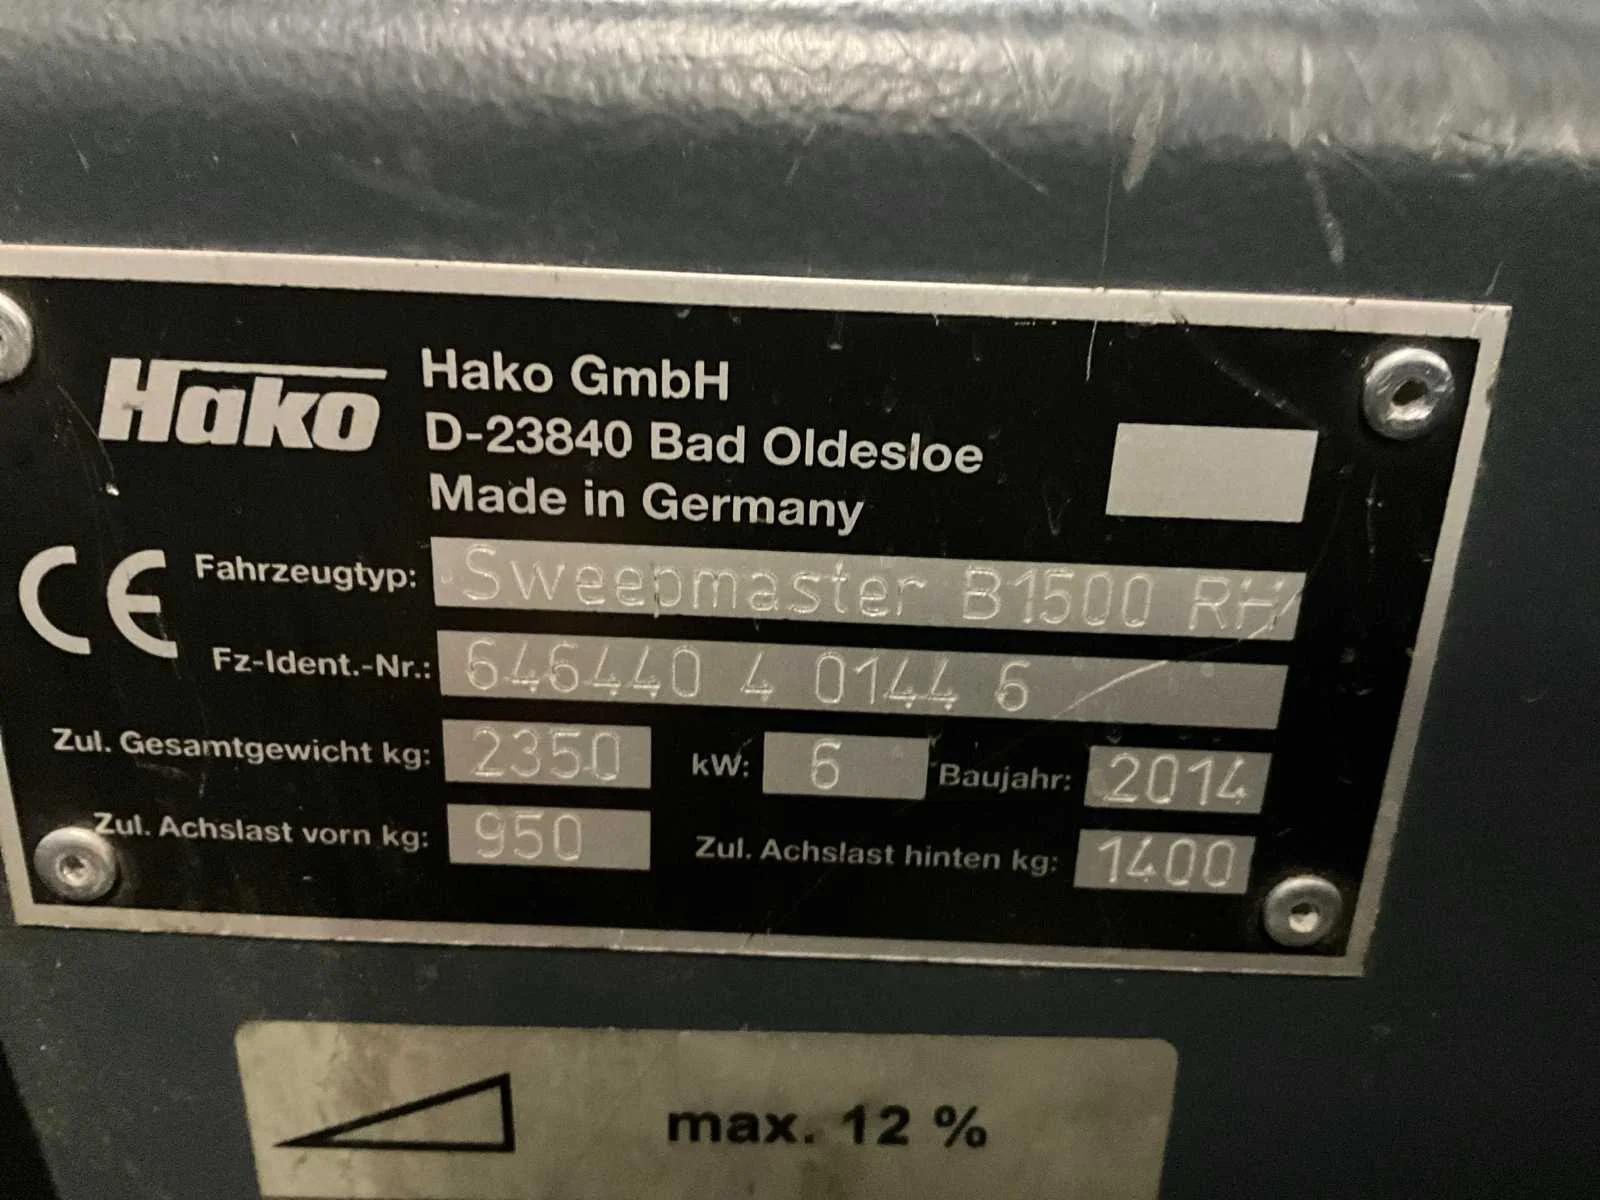 Hako
Hako GmbH
D-23840 Bad Oldesloe
Made in Germany
CE
Fahrzeugtyp: Sweepmaster B1500 RH
Fz-Ident.-Nr.: 646440 4 0144 6
Zul. Gesamtgewicht kg: 2350 kW: 6 Baujahr: 2014
Zul. Achslast vorn kg: 950 Zul. Achslast hinten kg: 1400
max. 12 %